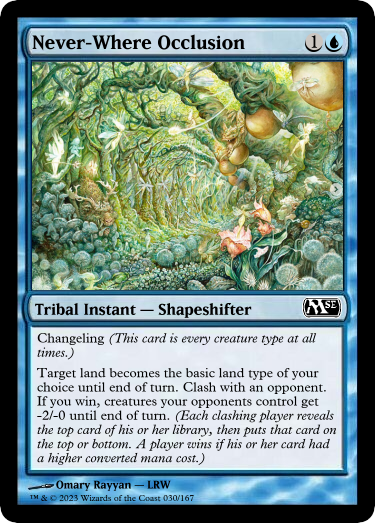 Never-Where Occlusion 1
Tribal Instant — Shapeshifter M SE
Changeling (This card is every creature type at all
times.)
Target land becomes the basic land type of your
choice until end of turn. Clash with an opponent.
If you win, creatures your opponents control get
-2/-0 until end of turn. (Each clashing player reveals
the top card of his or her library, then puts that card on
the top or bottom. A player wins if his or her card had
a higher converted mana cost.)
Omary Rayyan — LRW
™ & © 2023 Wizards of the Coast 030/167